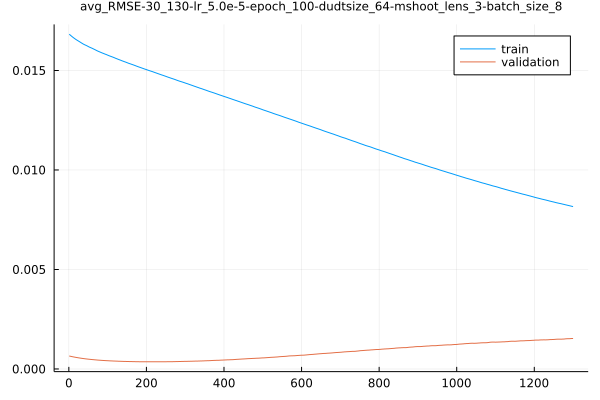 avg_RMSE-30_130-lr_5.0e-5-epoch_100-dudtsize_64-mshoot_lens_3-batch_size_8
train
validation
0.015
0.010
0.005
0.000
0 200 400 600 800 1000 1200